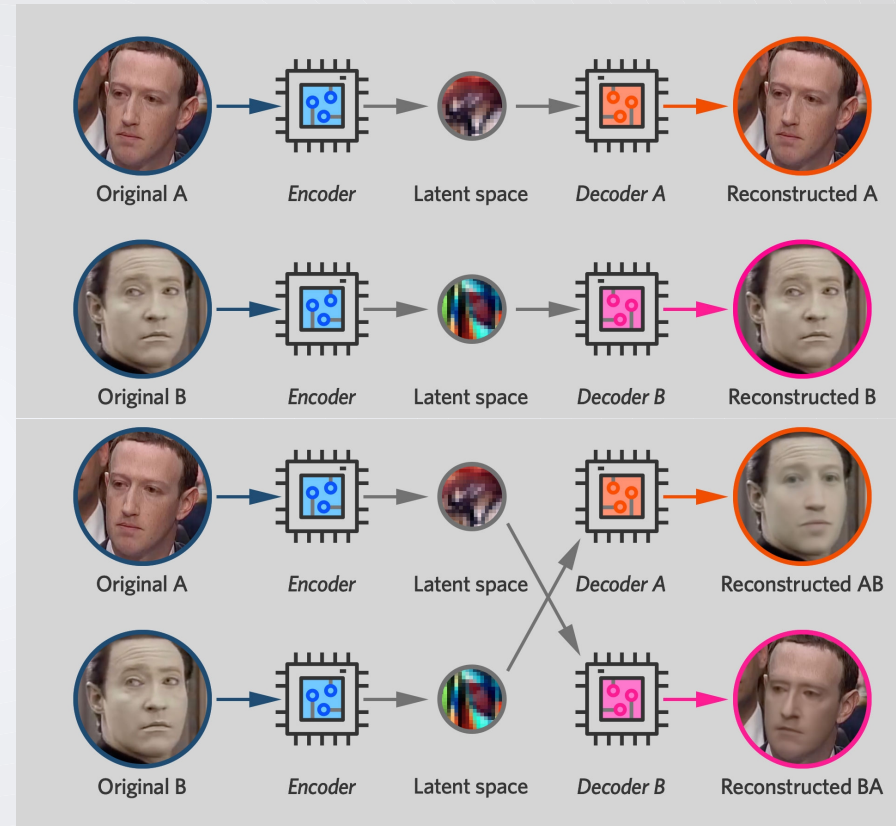 Original A Encoder Latent space Decoder A Reconstructed A
Original B Encoder Latent space Decoder B Reconstructed B
Original A Encoder Latent space Decoder A Reconstructed AB
Original B Encoder Latent space Decoder B Reconstructed BA